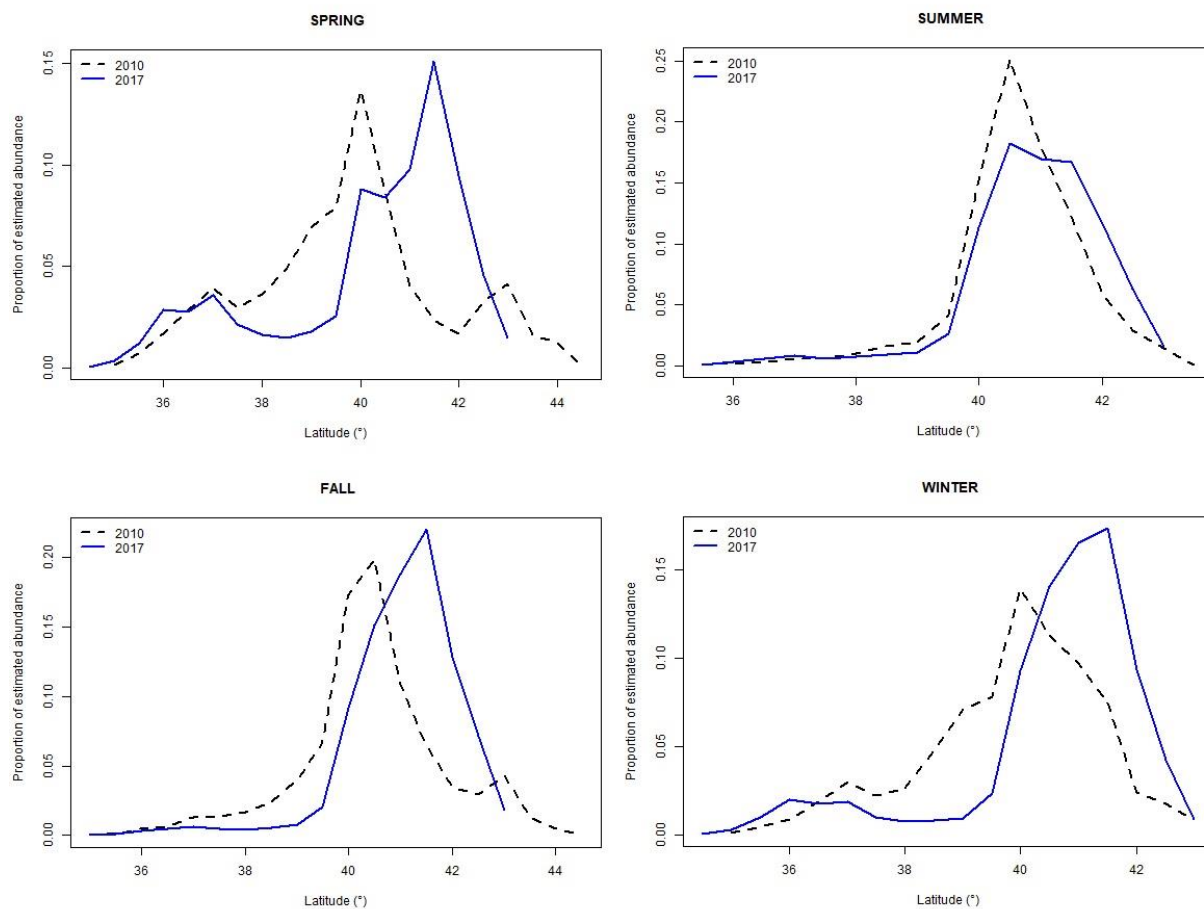 SPRING
2010
2017
Proportion of estimated abundance
0.15
0.10
0.05
0.00
36 38 40 42 44
Latitude (°)
SUMMER
2010
2017
Proportion of estimated abundance
0.25
0.20
0.15
0.10
0.05
0.00
36 38 40 42
Latitude (°)
FALL
2010
2017
Proportion of estimated abundance
0.20
0.15
0.10
0.05
0.00
36 38 40 42 44
Latitude (°)
WINTER
2010
2017
Proportion of estimated abundance
0.15
0.10
0.05
0.00
36 38 40 42
Latitude (°)